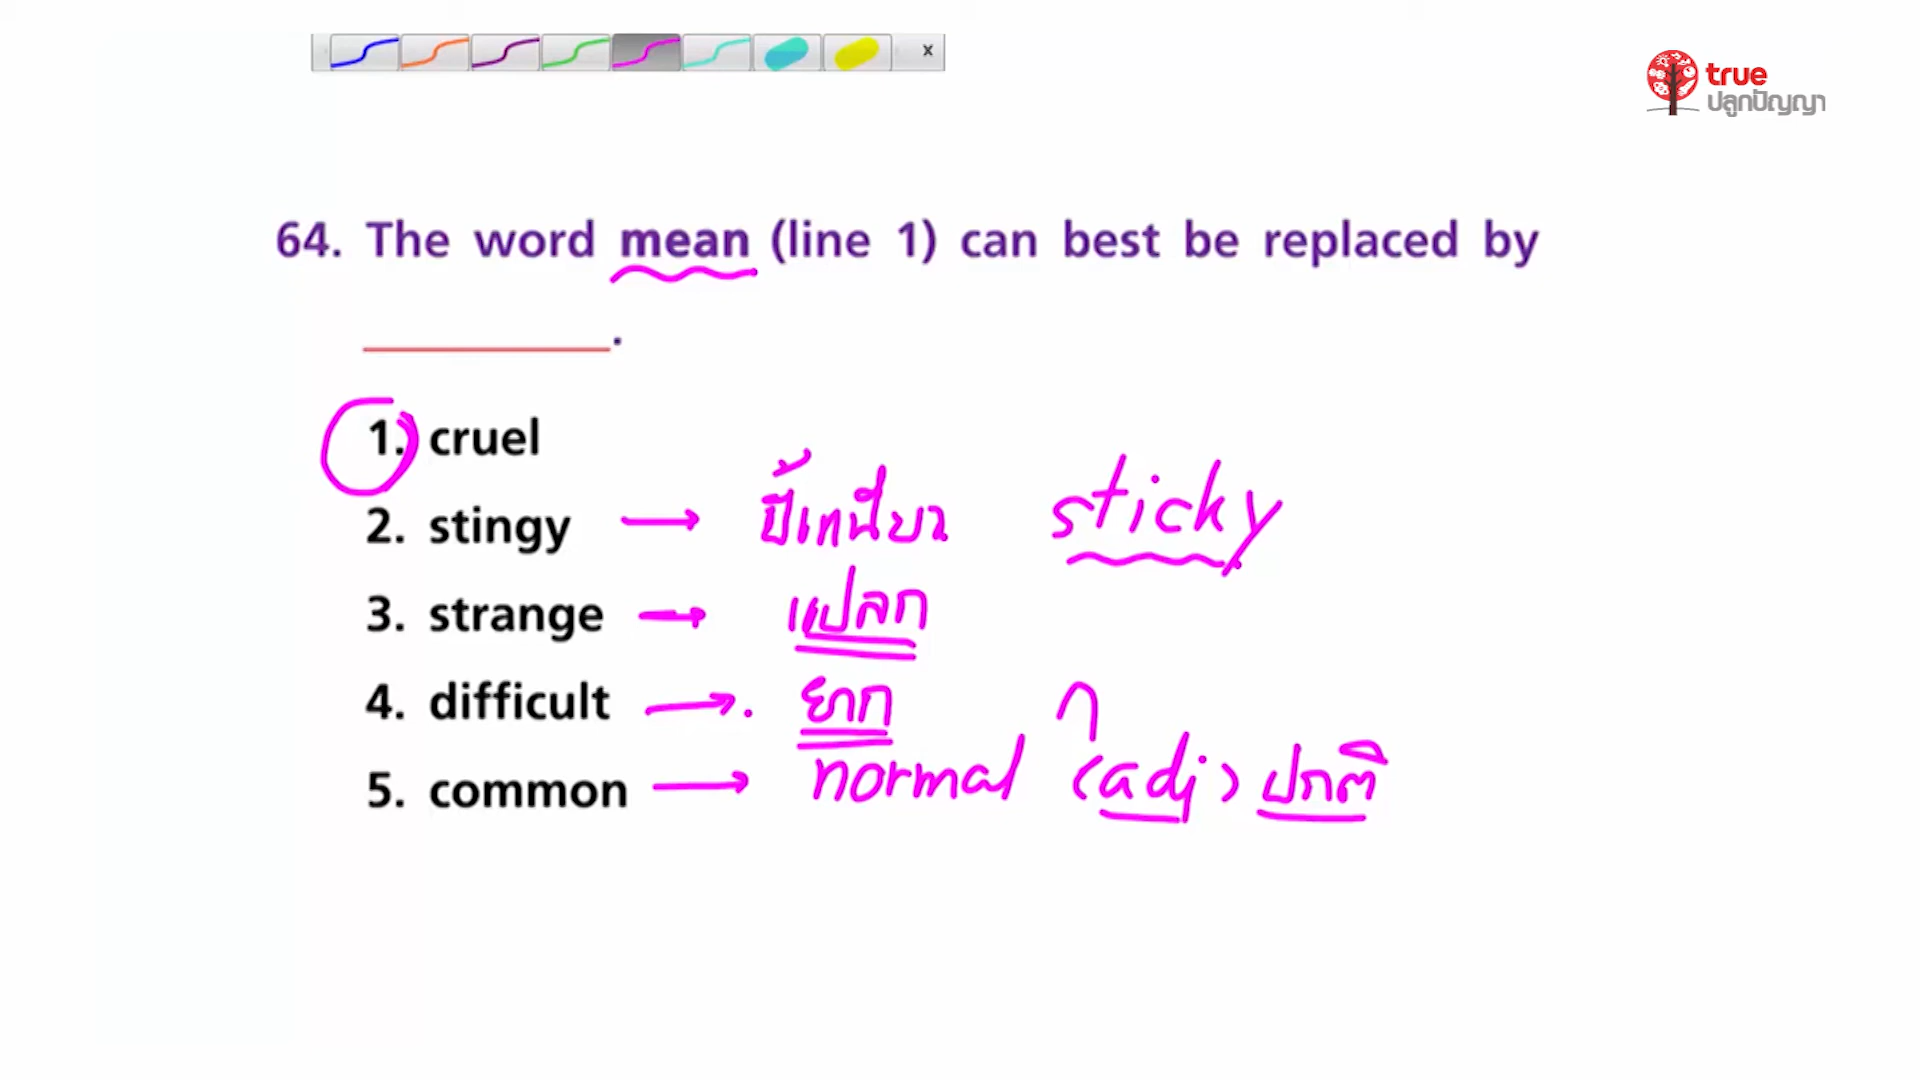 x
true
ปลูกปัญญา
64. The word mean (line 1) can best be replaced by
__________.
1. cruel
2. stingy → ขี้เหนียว sticky
3. strange → แปลก
4. difficult → ยาก
5. common → normal (adj) ปกติ